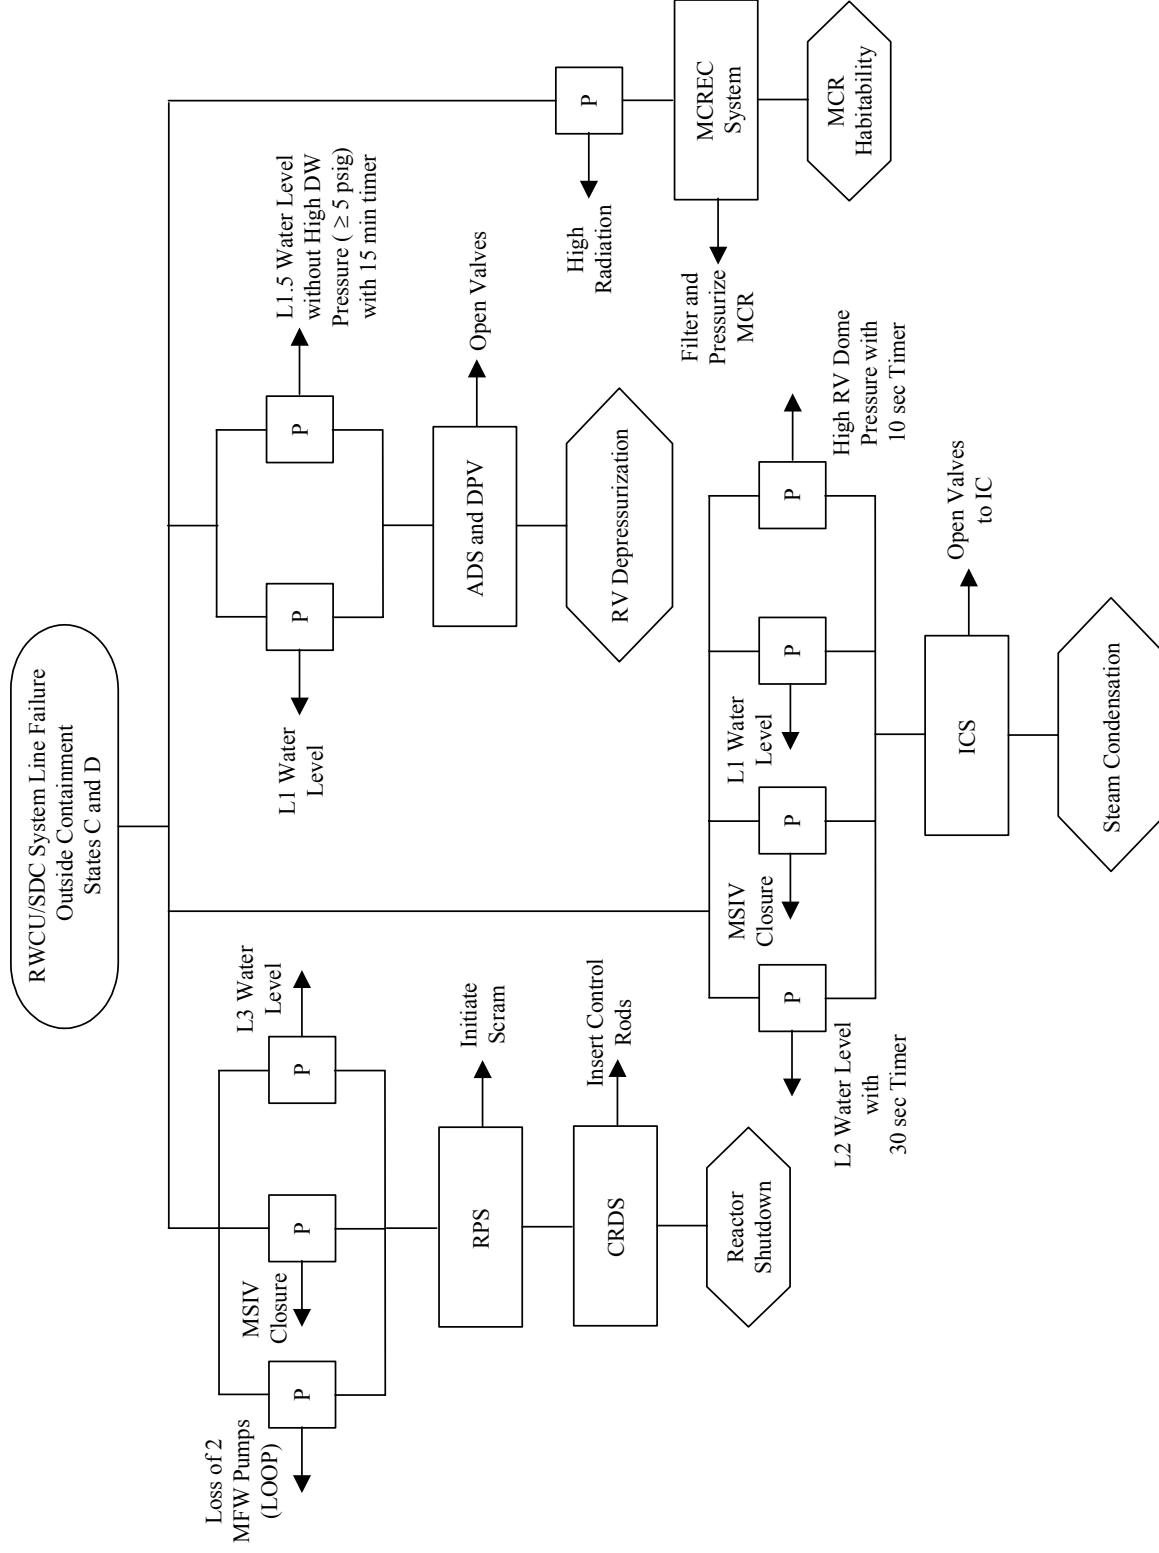 RWCU/SDC System Line Failure
Outside Containment
States C and D
Loss of 2
MFW Pumps
(LOOP)
P
MSIV
Closure
P
L3 Water
Level
P
RPS
Initiate
Scram
CRDS
Insert Control
Rods
Reactor
Shutdown
L1 Water
Level
P
P
L1.5 Water Level
without High DW
Pressure ( ≥ 5 psig)
with 15 min timer
ADS and DPV
Open Valves
RV Depressurization
L2 Water Level
with
30 sec Timer
P
MSIV
Closure
P
L1 Water
Level
P
P
High RV Dome
Pressure with
10 sec Timer
ICS
Open Valves
to IC
Steam Condensation
High
Radiation
P
Filter and
Pressurize
MCR
MCREC
System
MCR
Habitability